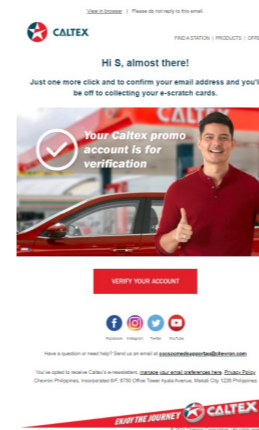 View in browser | Please do not reply to this email.
CALTEX
FIND A STATION | PRODUCTS | OFFE
Hi S, almost there!
Just one more click and to confirm your email address and you'l
be off to collecting your e-scratch cards.
CALTEX
Your Caltex promo
account is for
verification
VERIFY YOUR ACCOUNT
Facebook Instagram Twitter YouTube
Have a question or need help? Send us an email at
You've opted to receive Caltex's e-newsletters, manage your email preferences here. Privacy Policy
Chevron Philippines, Incorporated 6/F, 6750 Office Tower Ayala Avenue, Makati City 1226 Philippines
ENJOY THE JOURNEY CALTEX